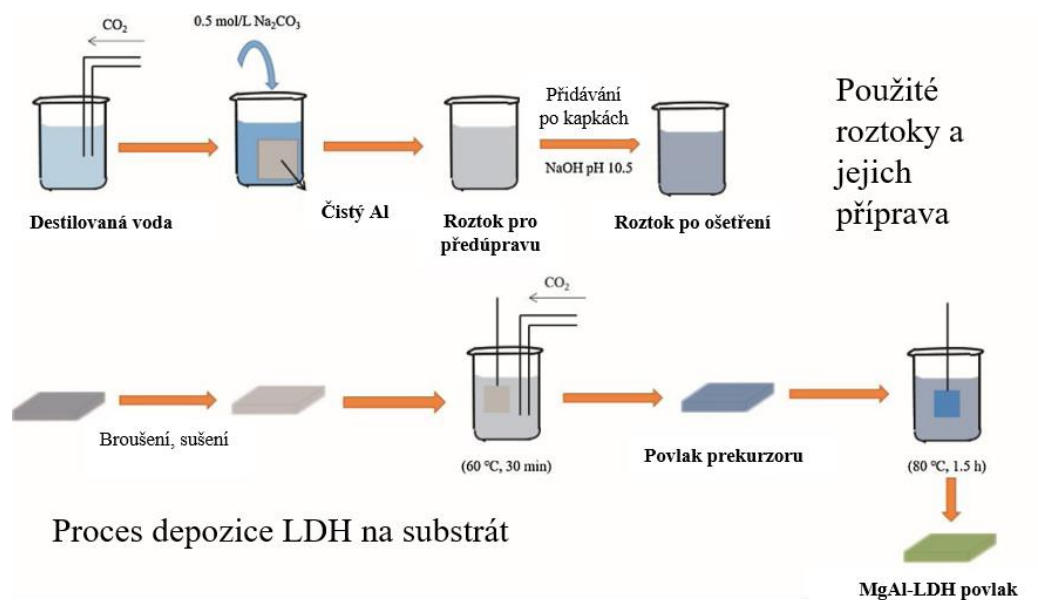 CO₂
0.5 mol/L Na₂CO₃
Destilovaná voda
Čistý Al
Roztok pro
předúpravu
Přidávání
po kapkách
NaOH pH 10.5
Roztok po ošetření
Použité
roztoky a
jejich
příprava
Broušení, sušení
CO₂
(60 °C, 30 min)
Povlak prekurzoru
(80 °C, 1.5 h)
MgAl-LDH povlak
Proces depozice LDH na substrát